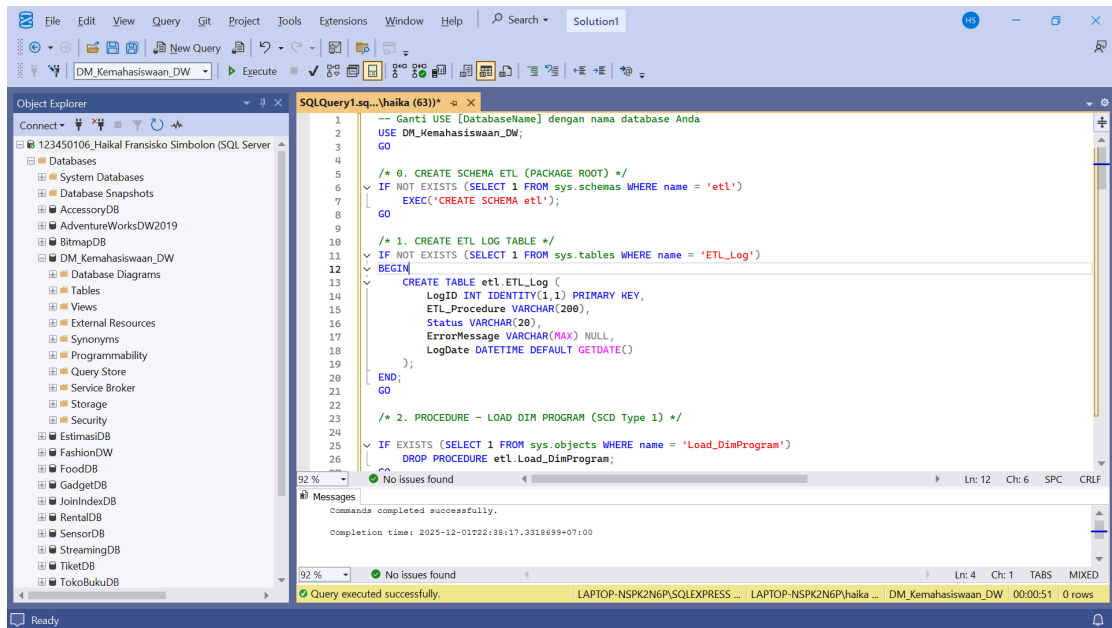 File Edit View Query Git Project Tools Extensions Window Help Search Solution1 HS
New Query
DM_Kemahasiswaan_DW Execute
Object Explorer
Connect
123450106_Haikal Fransisko Simbolon (SQL Server
Databases
System Databases
Database Snapshots
AccessoryDB
AdventureWorksDW2019
BitmapDB
DM_Kemahasiswaan_DW
Database Diagrams
Tables
Views
External Resources
Synonyms
Programmability
Query Store
Service Broker
Storage
Security
EstimasiDB
FashionDW
FoodDB
GadgetDB
JoinIndexDB
RentalDB
SensorDB
StreamingDB
TiketDB
TokoBukuDB
SQLQuery1.sq...\haika (63))*
1 -- Ganti USE [DatabaseName] dengan nama database Anda
2 USE DM_Kemahasiswaan_DW;
3 GO
4
5 /* 0. CREATE SCHEMA ETL (PACKAGE ROOT) */
6 IF NOT EXISTS (SELECT 1 FROM sys.schemas WHERE name = 'etl')
7 EXEC('CREATE SCHEMA etl');
8 GO
9
10 /* 1. CREATE ETL LOG TABLE */
11 IF NOT EXISTS (SELECT 1 FROM sys.tables WHERE name = 'ETL_Log')
12 BEGIN
13 CREATE TABLE etl.ETL_Log (
14 LogID INT IDENTITY(1,1) PRIMARY KEY,
15 ETL_Procedure VARCHAR(200),
16 Status VARCHAR(20),
17 ErrorMessage VARCHAR(MAX) NULL,
18 LogDate DATETIME DEFAULT GETDATE()
19 );
20 END;
21 GO
22
23 /* 2. PROCEDURE - LOAD DIM PROGRAM (SCD Type 1) */
24
25 IF EXISTS (SELECT 1 FROM sys.objects WHERE name = 'Load_DimProgram')
26 DROP PROCEDURE etl.Load_DimProgram;
92 % No issues found Ln: 12 Ch: 6 SPC CRLF
Messages
Commands completed successfully.
Completion time: 2025-12-01T22:38:17.3318699+07:00
92 % No issues found Ln: 4 Ch: 1 TABS MIXED
Query executed successfully. LAPTOP-NSPK2N6P\SQLEXPRESS ... LAPTOP-NSPK2N6P\haika ... DM_Kemahasiswaan_DW 00:00:51 0 rows
Ready